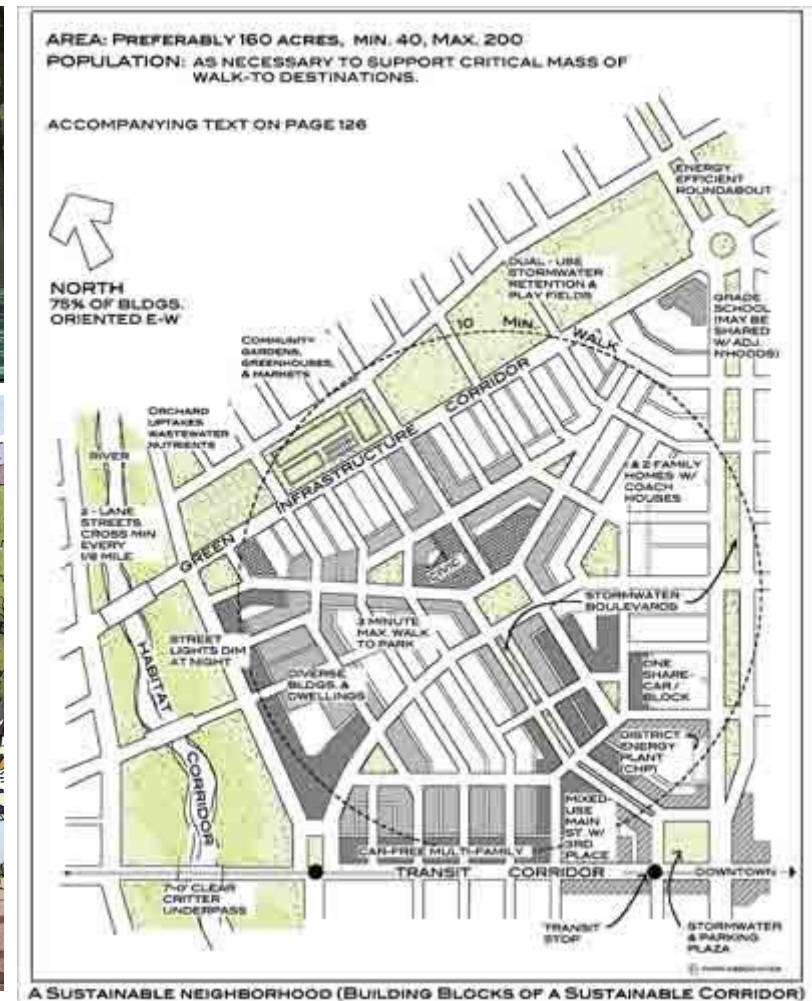 AREA: PREFERABLY 160 ACRES, MIN. 40, MAX. 200
POPULATION: AS NECESSARY TO SUPPORT CRITICAL MASS OF
WALK-TO DESTINATIONS.
ACCOMPANYING TEXT ON PAGE 126
ENERGY
EFFICIENT
ROUNDABOUT
NORTH
75% OF BLDGS.
ORIENTED E-W
DUAL-USE
STORMWATER
RETENTION &
PLAY FIELDS
GRADE
SCHOOL
(MAY BE
SHARED
W/ ADJ.
N'HOODS)
10 MIN. WALK
COMMUNITY
GARDENS,
GREENHOUSES,
& MARKETS
ORCHARD
UPTAKES
WASTEWATER
NUTRIENTS
RIVER
GREEN INFRASTRUCTURE CORRIDOR
1 & 2 FAMILY
HOMES W/
COACH
HOUSES
2-LANE
STREETS
CROSS MIN
EVERY
1/8 MILE
CIVIC
STORMWATER
BOULEVARDS
3 MINUTE
MAX. WALK
TO PARK
STREET
LIGHTS DIM
AT NIGHT
HABITAT CORRIDOR
DIVERSE
BLDGS. &
DWELLINGS
ONE
SHARE-
CAR /
BLOCK
DISTRICT
ENERGY
PLANT
(CHP)
MIXED-
USE
MAIN
ST. W/
3RD
PLACE
CAR-FREE MULTI-FAMILY
TRANSIT CORRIDOR
DOWNTOWN
7'-0" CLEAR
CRITTER
UNDERPASS
TRANSIT
STOP
STORMWATER
& PARKING
PLAZA
A SUSTAINABLE NEIGHBORHOOD (BUILDING BLOCKS OF A SUSTAINABLE CORRIDOR)